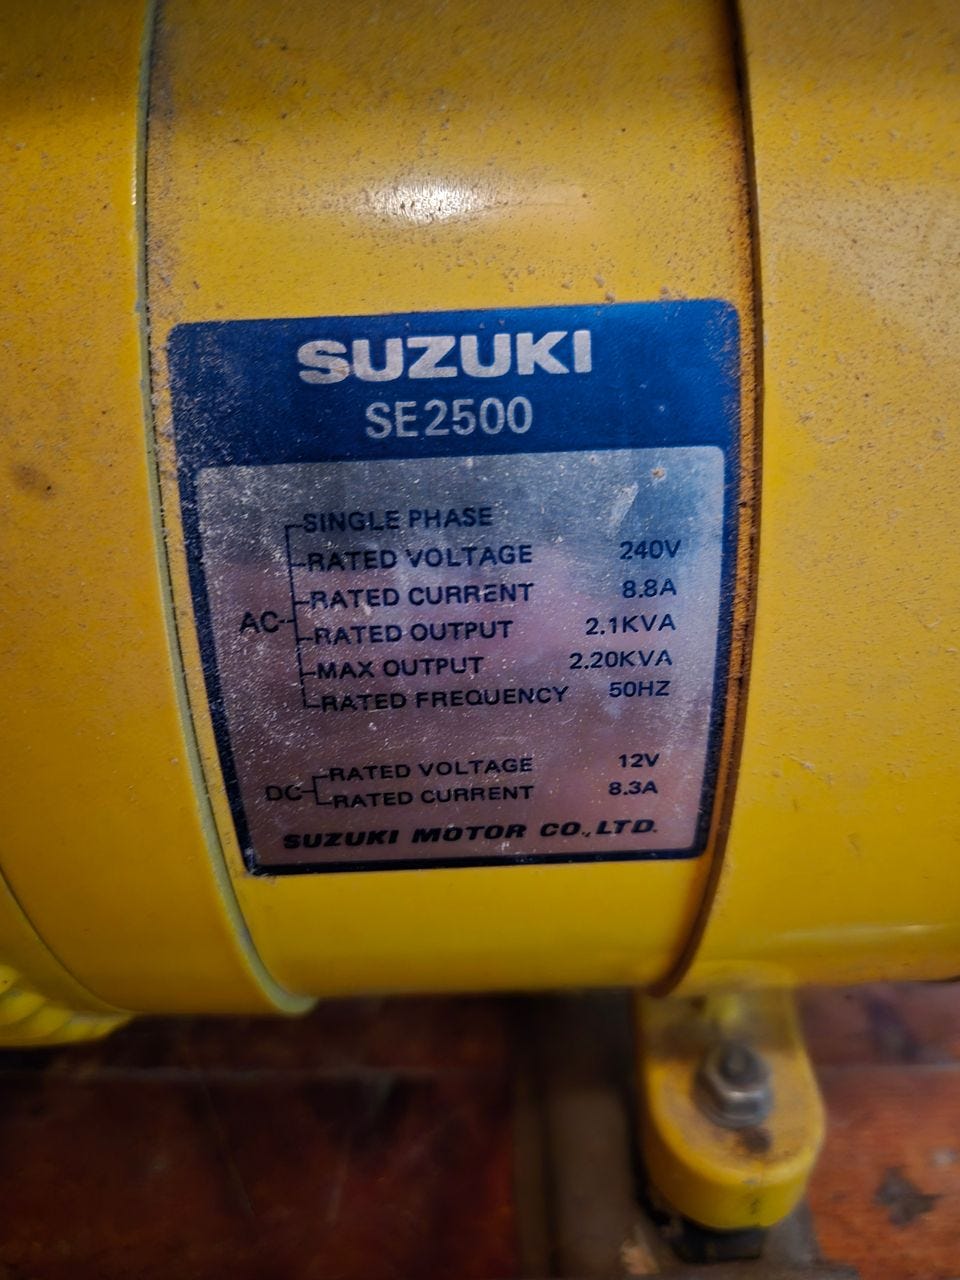 SUZUKI
SE2500
SINGLE PHASE
RATED VOLTAGE 240V
RATED CURRENT 8.8A
AC RATED OUTPUT 2.1KVA
MAX OUTPUT 2.20KVA
RATED FREQUENCY 50HZ
DC RATED VOLTAGE 12V
RATED CURRENT 8.3A
SUZUKI MOTOR CO., LTD.